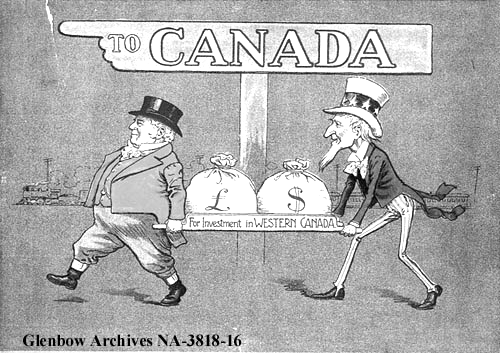 TO CANADA
£ $
For Investment in WESTERN CANADA.
Glenbow Archives NA-3818-16